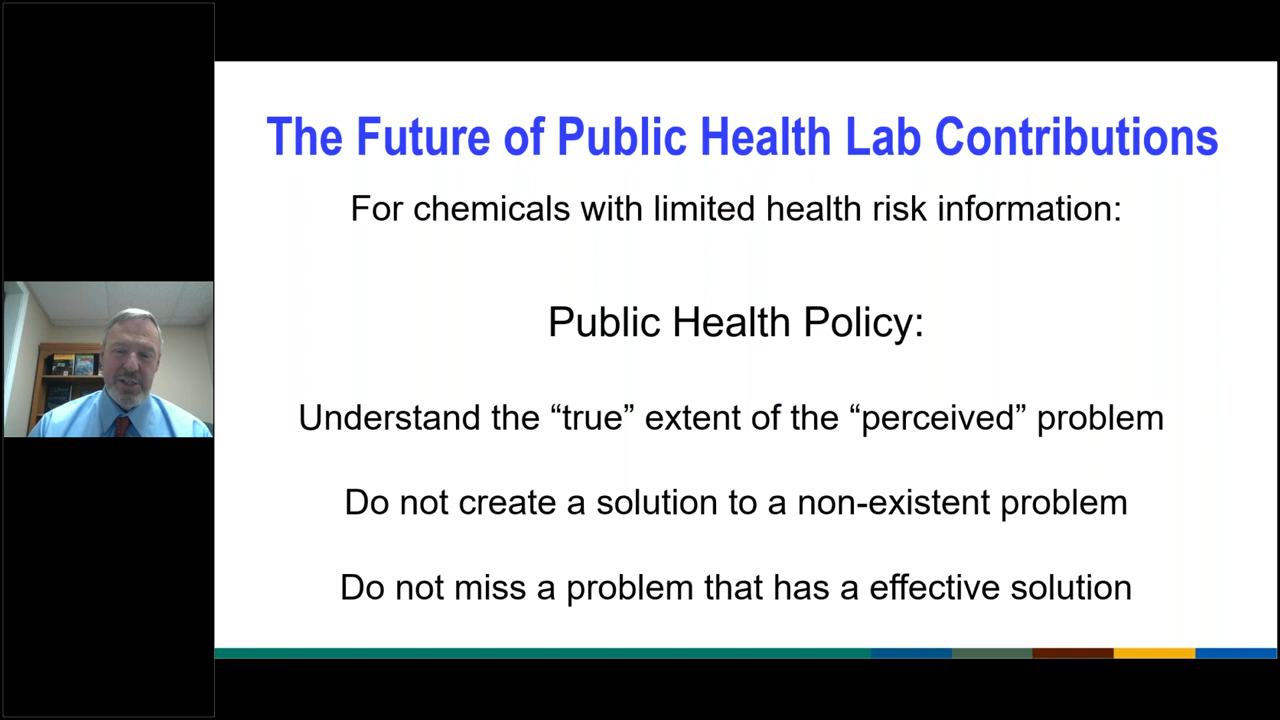 The Future of Public Health Lab Contributions
For chemicals with limited health risk information:
Public Health Policy:
Understand the “true” extent of the “perceived” problem
Do not create a solution to a non-existent problem
Do not miss a problem that has a effective solution